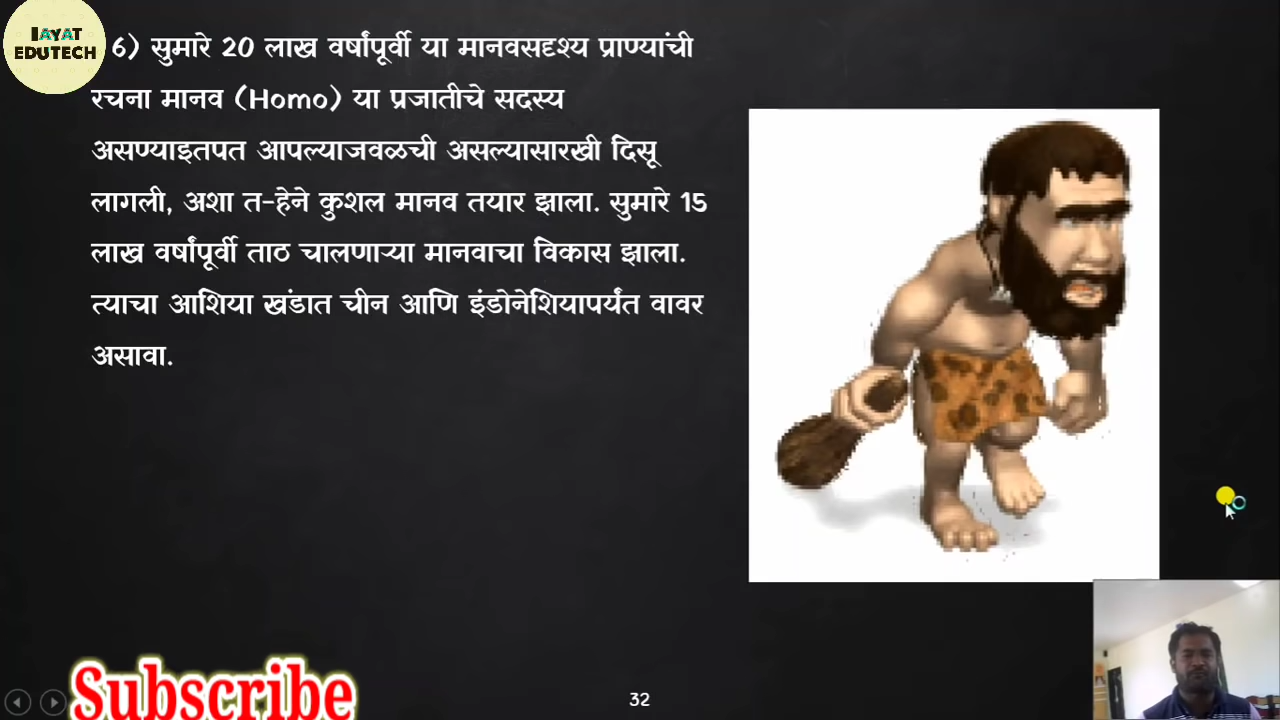 JAYAT
EDUTECH
6) सुमारे 20 लाख वर्षांपूर्वी या मानवसदृश्य प्राण्यांची
रचना मानव (Homo) या प्रजातीचे सदस्य
असण्याइतपत आपल्याजवळची असल्यासारखी दिसू
लागली, अशा त-हेने कुशल मानव तयार झाला. सुमारे 15
लाख वर्षांपूर्वी ताठ चालणाऱ्या मानवाचा विकास झाला.
त्याचा आशिया खंडात चीन आणि इंडोनेशियापर्यंत वावर
असावा.
Subscribe
32